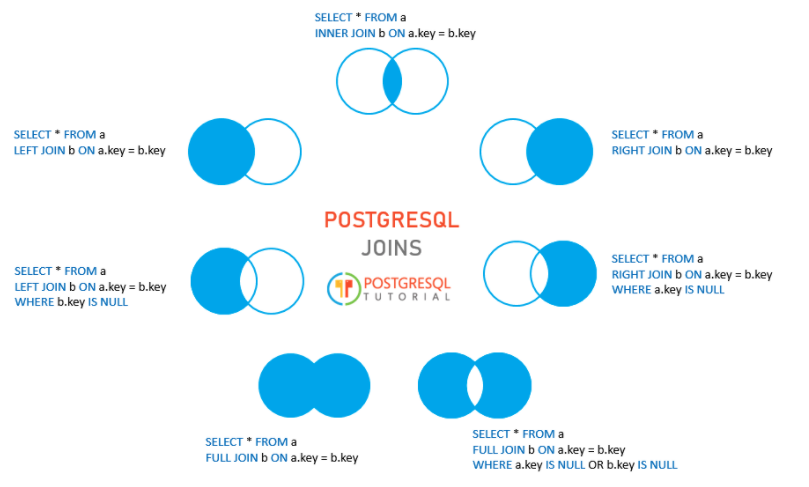 SELECT * FROM a
INNER JOIN b ON a.key = b.key
SELECT * FROM a
LEFT JOIN b ON a.key = b.key
SELECT * FROM a
RIGHT JOIN b ON a.key = b.key
POSTGRESQL
JOINS
POSTGRESQL
TUTORIAL
SELECT * FROM a
LEFT JOIN b ON a.key = b.key
WHERE b.key IS NULL
SELECT * FROM a
RIGHT JOIN b ON a.key = b.key
WHERE a.key IS NULL
SELECT * FROM a
FULL JOIN b ON a.key = b.key
SELECT * FROM a
FULL JOIN b ON a.key = b.key
WHERE a.key IS NULL OR b.key IS NULL